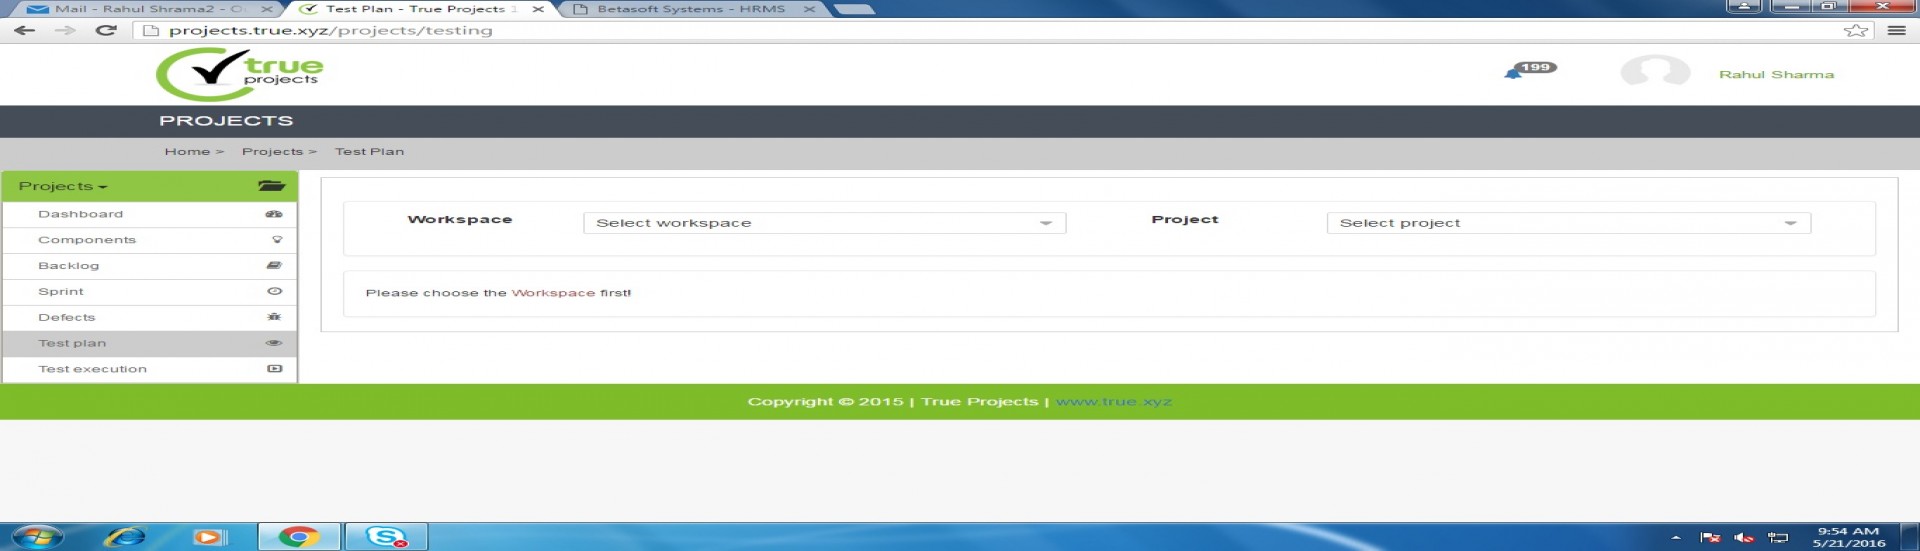 Mail - Rahul Shrama2 - O
Test Plan - True Projects
Betasoft Systems - HRMS
projects.true.xyz/projects/testing
true
projects
199
Rahul Sharma
PROJECTS
Home > Projects > Test Plan
Projects
Dashboard
Components
Backlog
Sprint
Defects
Test plan
Test execution
Workspace Select workspace Project Select project
Please choose the Workspace first!
Copyright © 2015 | True Projects | www.true.xyz
9:54 AM
5/21/2016